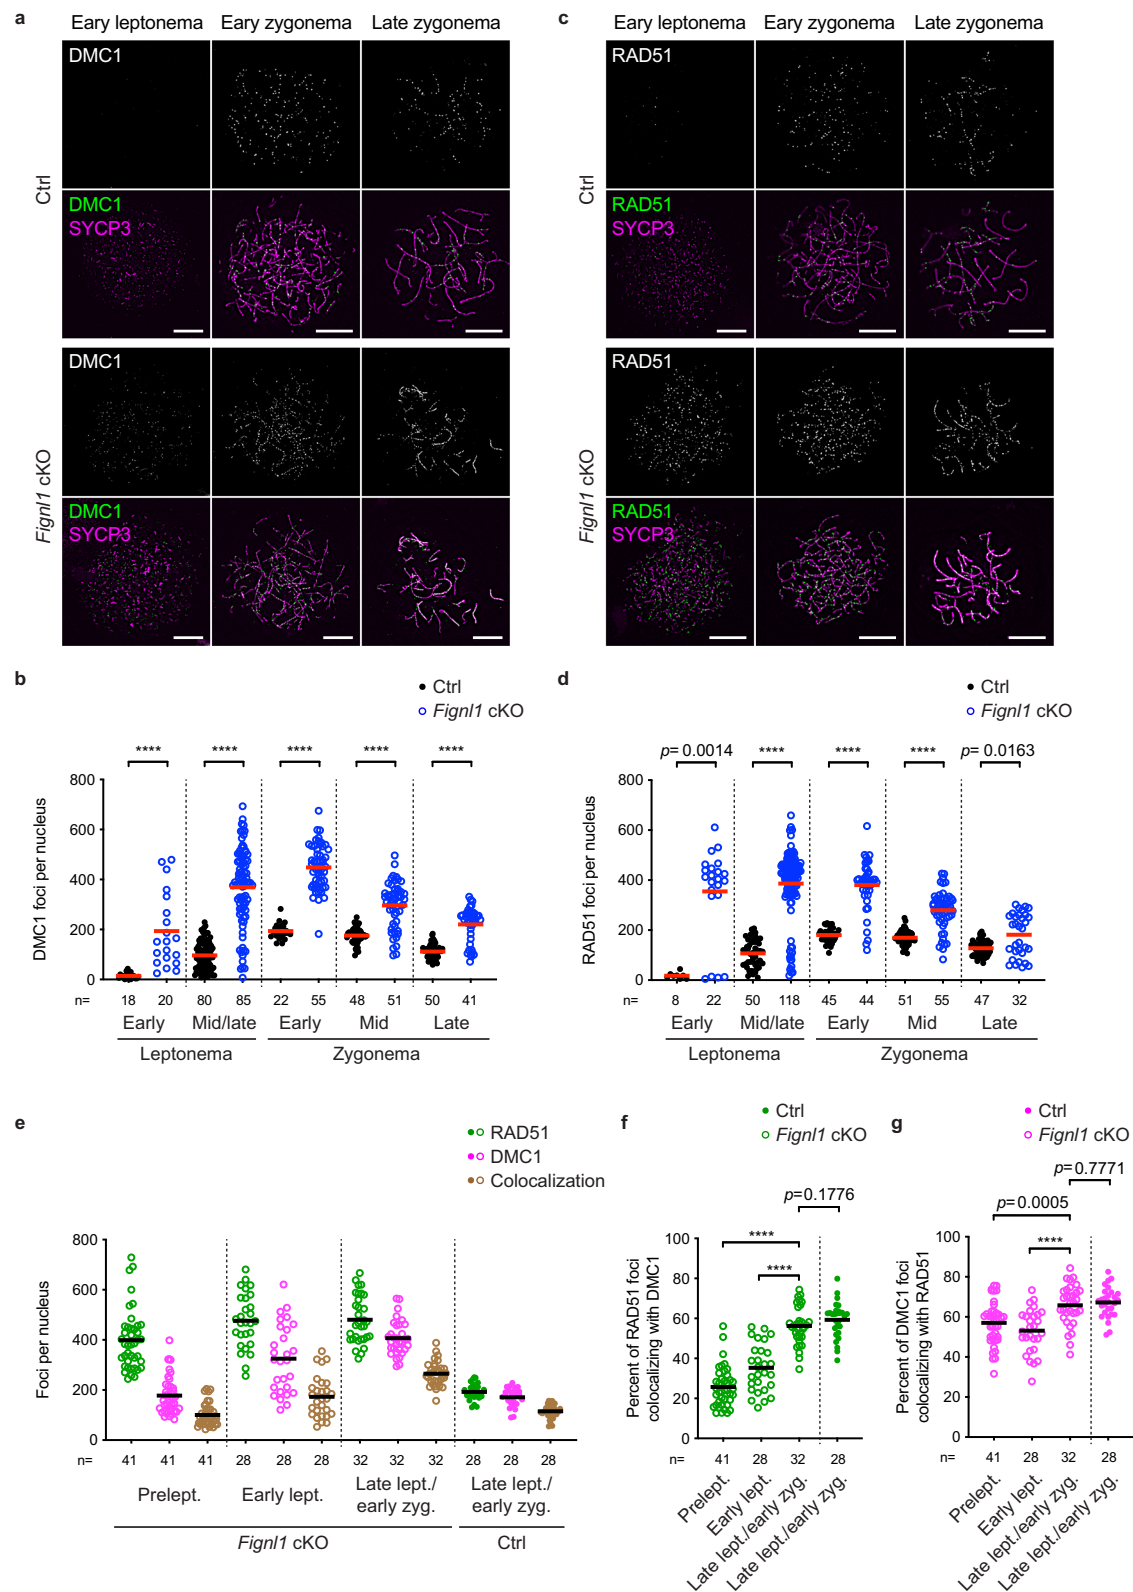 a
Eary leptonema Eary zygonema Late zygonema
DMC1
Ctrl
DMC1
SYCP3
DMC1
Fignl1 cKO
DMC1
SYCP3
c
Eary leptonema Eary zygonema Late zygonema
RAD51
Ctrl
RAD51
SYCP3
RAD51
Fignl1 cKO
RAD51
SYCP3
b
Ctrl
Fignl1 cKO
**** **** **** **** ****
DMC1 foci per nucleus
800
600
400
200
0
n= 18 20 80 85 22 55 48 51 50 41
Early Mid/late Early Mid Late
Leptonema Zygonema
d
Ctrl
Fignl1 cKO
p= 0.0014 **** **** **** p= 0.0163
RAD51 foci per nucleus
800
600
400
200
0
n= 8 22 50 118 45 44 51 55 47 32
Early Mid/late Early Mid Late
Leptonema Zygonema
e
RAD51
DMC1
Colocalization
Foci per nucleus
800
600
400
200
0
n= 41 41 41 28 28 28 32 32 32 28 28 28
Prelept. Early lept. Late lept./ Late lept./
early zyg. early zyg.
Fignl1 cKO Ctrl
f
Ctrl
Fignl1 cKO
p=0.1776
****
****
Percent of RAD51 foci
colocalizing with DMC1
100
80
60
40
20
0
n= 41 28 32 28
Prelept.
Early lept.
Late lept./early zyg.
Late lept./early zyg.
g
Ctrl
Fignl1 cKO
p=0.7771
p=0.0005
****
Percent of DMC1 foci
colocalizing with RAD51
100
80
60
40
20
0
n= 41 28 32 28
Prelept.
Early lept.
Late lept./early zyg.
Late lept./early zyg.